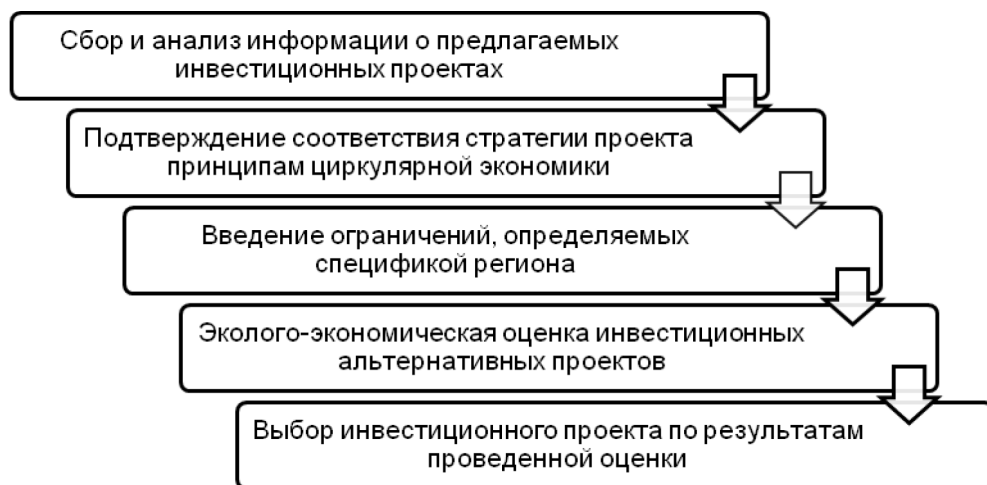 Сбор и анализ информации о предлагаемых
инвестиционных проектах
Подтверждение соответствия стратегии проекта
принципам циркулярной экономики
Введение ограничений, определяемых
спецификой региона
Эколого-экономическая оценка инвестиционных
альтернативных проектов
Выбор инвестиционного проекта по результатам
проведенной оценки